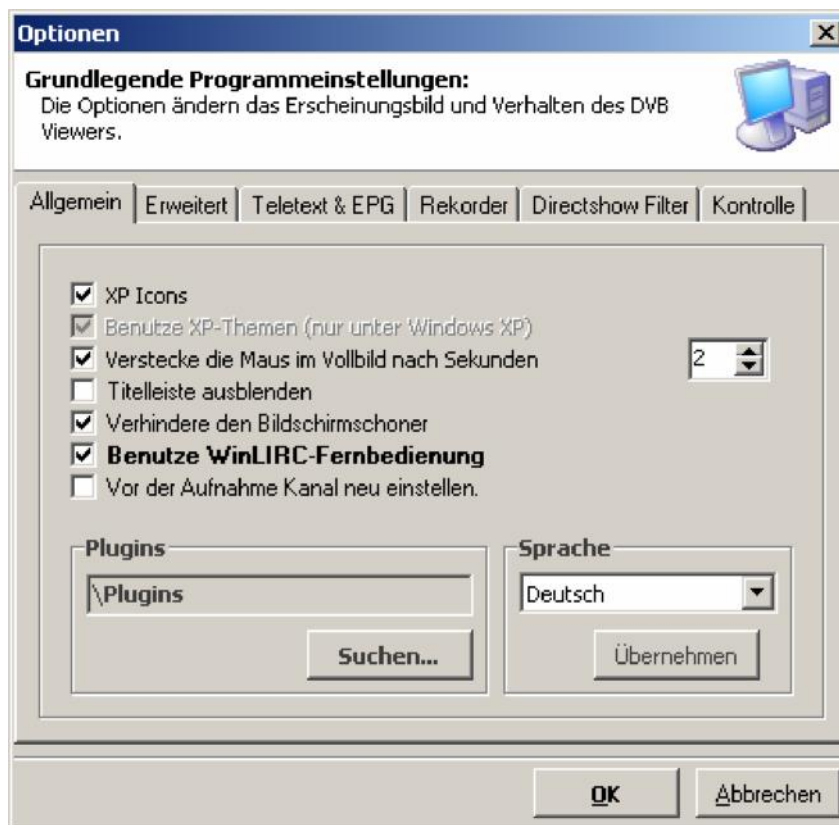 Optionen
Grundlegende Programmeinstellungen:
Die Optionen ändern das Erscheinungsbild und Verhalten des DVB
Viewers.
Allgemein Erweitert Teletext & EPG Rekorder Directshow Filter Kontrolle
XP Icons
Benutze XP-Themen (nur unter Windows XP)
Verstecke die Maus im Vollbild nach Sekunden 2
Titelleiste ausblenden
Verhindere den Bildschirmschoner
Benutze WinLIRC-Fernbedienung
Vor der Aufnahme Kanal neu einstellen.
Plugins Sprache
\Plugins Deutsch
Suchen... Übernehmen
OK Abbrechen